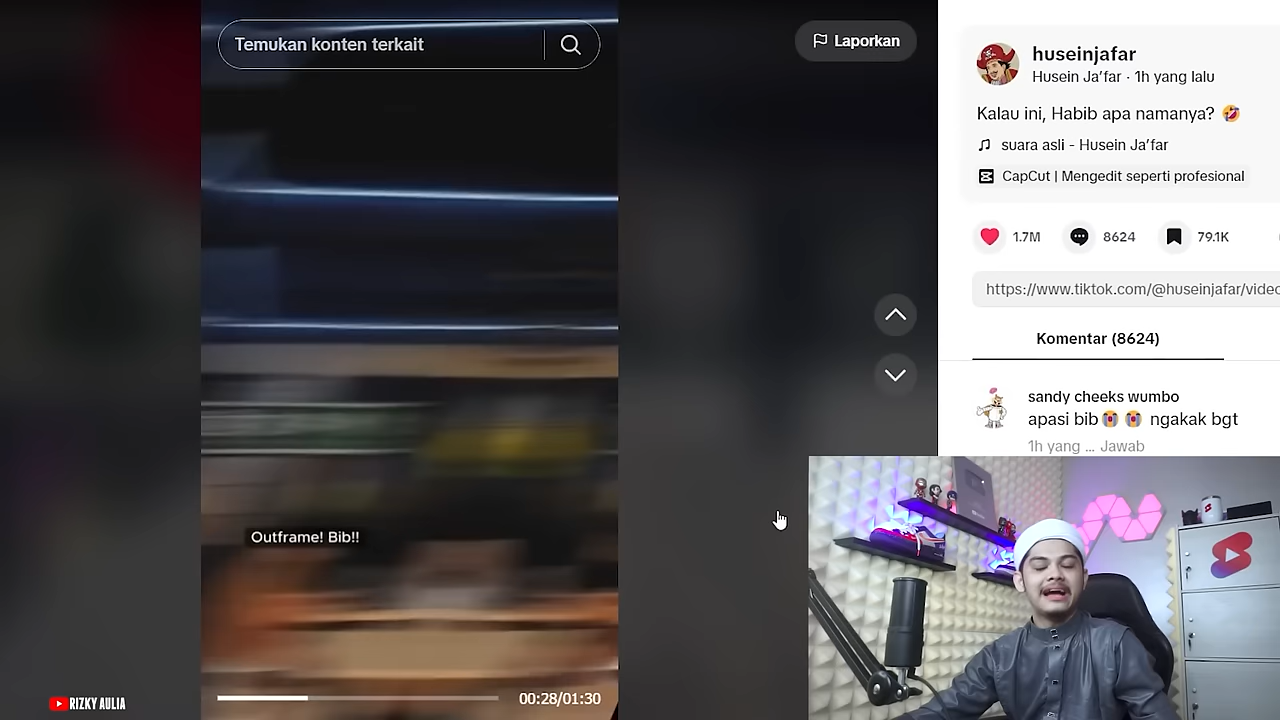 Temukan konten terkait
Laporkan
huseinjafar
Husein Ja’far · 1h yang lalu
Kalau ini, Habib apa namanya? 🤣
suara asli - Husein Ja’far
CapCut | Mengedit seperti profesional
1.7M
8624
79.1K
https://www.tiktok.com/@huseinjafar/video
Komentar (8624)
sandy cheeks wumbo
apasi bib😭😭 ngakak bgt
1h yang ... Jawab
Outframe! Bib!!
00:28/01:30
RIZKY AULIA